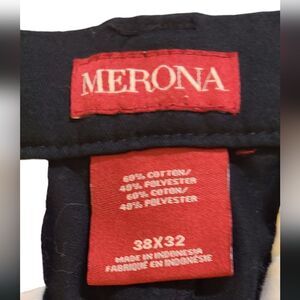 MERONA
60% COTTON/
40% POLYESTER
60% COTON/
40% POLYESTER
38X32
MADE IN INDONESIA
FABRIQUÉ EN INDONÉSIE